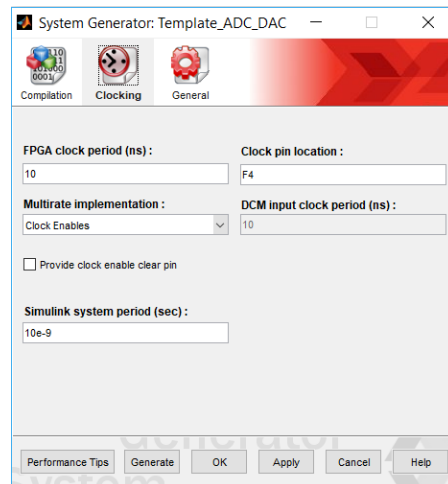 System Generator: Template_ADC_DAC
Compilation
Clocking
General
FPGA clock period (ns) :
Clock pin location :
10
F4
Multirate implementation :
DCM input clock period (ns) :
Clock Enables
10
Provide clock enable clear pin
Simulink system period (sec) :
10e-9
Generator
Performance Tips
Generate
OK
Apply
Cancel
Help
System